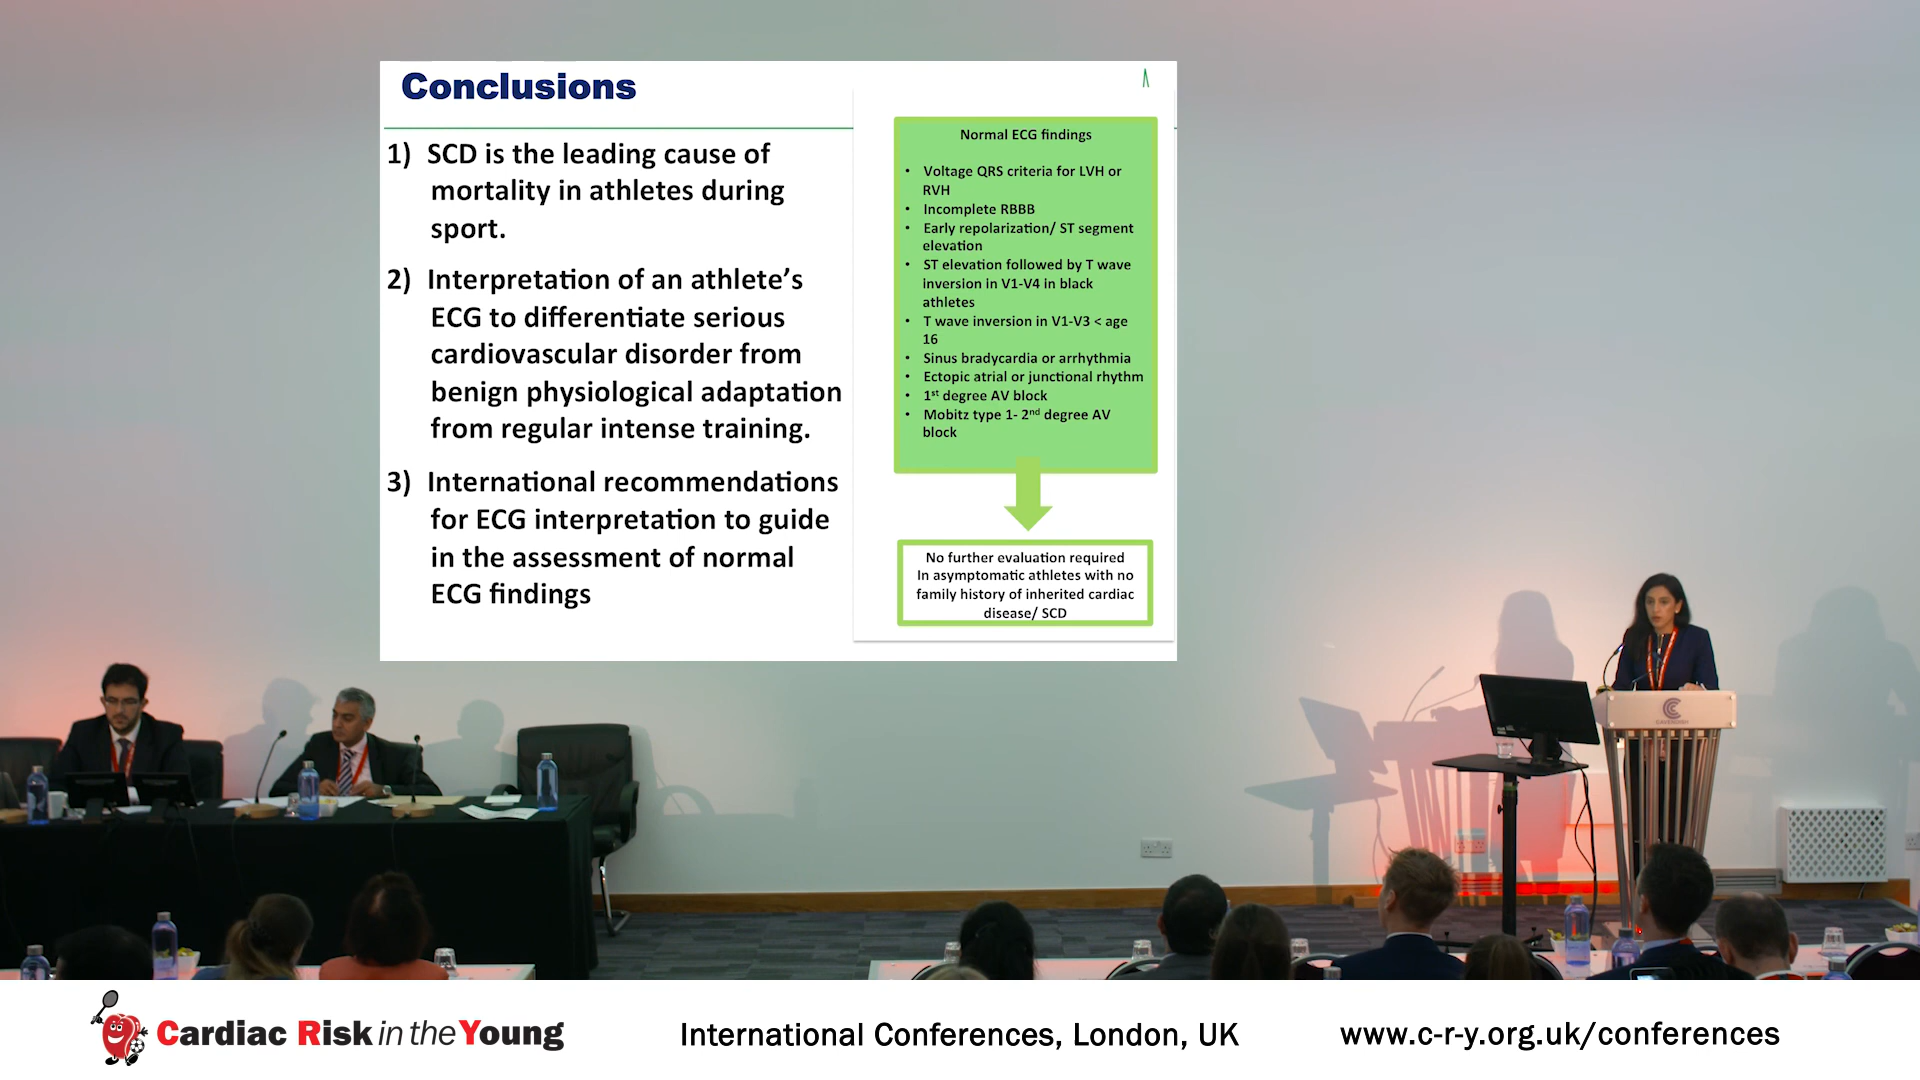 Conclusions
1) SCD is the leading cause of
mortality in athletes during
sport.
2) Interpretation of an athlete's
ECG to differentiate serious
cardiovascular disorder from
benign physiological adaptation
from regular intense training.
3) International recommendations
for ECG interpretation to guide
in the assessment of normal
ECG findings
Normal ECG findings
• Voltage QRS criteria for LVH or
RVH
• Incomplete RBBB
• Early repolarization/ ST segment
elevation
• ST elevation followed by T wave
inversion in V1-V4 in black
athletes
• T wave inversion in V1-V3 < age
16
• Sinus bradycardia or arrhythmia
• Ectopic atrial or junctional rhythm
• 1st degree AV block
• Mobitz type 1- 2nd degree AV
block
No further evaluation required
In asymptomatic athletes with no
family history of inherited cardiac
disease/ SCD
CAVENDISH
Cardiac Risk in the Young
International Conferences, London, UK
www.c-r-y.org.uk/conferences